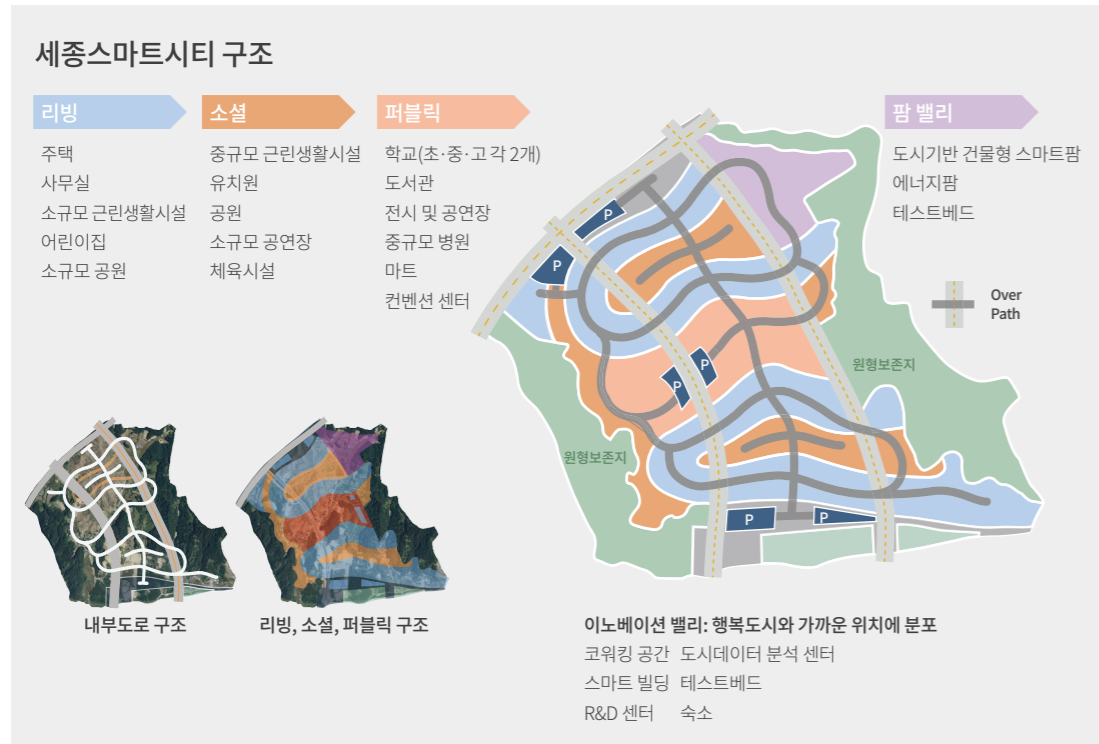 세종스마트시티 구조
리빙
주택
사무실
소규모 근린생활시설
어린이집
소규모 공원
소셜
중규모 근린생활시설
유치원
공원
소규모 공연장
체육시설
퍼블릭
학교(초·중·고 각 2개)
도서관
전시 및 공연장
중규모 병원
마트
컨벤션 센터
팜 밸리
도시기반 건물형 스마트팜
에너지팜
테스트베드
Over
Path
P
P
P
P
원형보존지
원형보존지
P
P
내부도로 구조
리빙, 소셜, 퍼블릭 구조
이노베이션 밸리: 행복도시와 가까운 위치에 분포
코워킹 공간 도시데이터 분석 센터
스마트 빌딩 테스트베드
R&D 센터 숙소